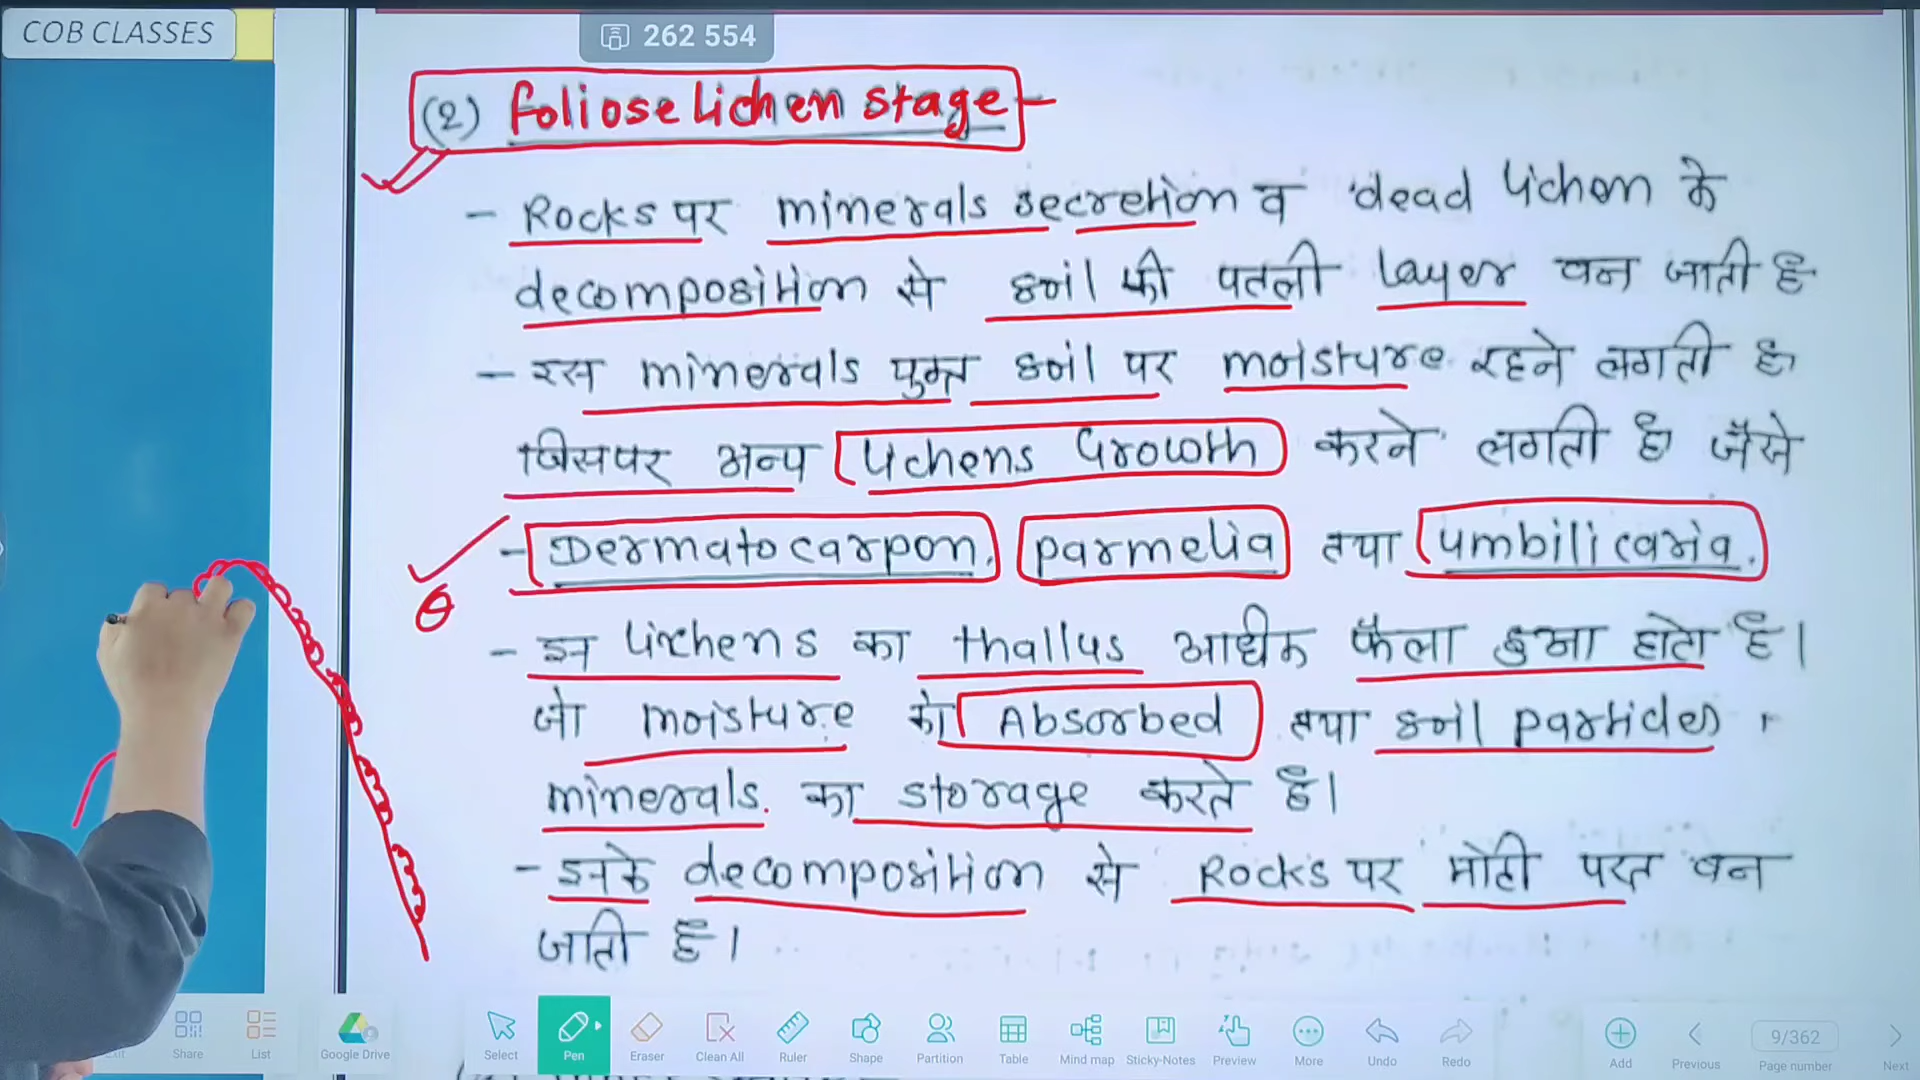 COB CLASSES
262 554
(2) foliose lichen stage -
- Rocks पर minerals secretion व dead lichen के
decomposition से soil की पतली layer बन जाती है
- इस minerals युक्त soil पर moisture रहने लगती है।
जिसपर अन्य lichens Growth करने लगती है। जैसे
- Dermato carpon, parmelia तथा umbilicaria.
- इन lichens का thallus आधीक फैला हुआ होता है।
जो moisture को Absorbed तथा soil particles
minerals. का storage करते है।
- इनके decomposition से Rocks पर मोटी परत बन
जाती है।
Share List Google Drive Select Pen Eraser Clean All Ruler Shape Partition Table Mind map Sticky-Notes Preview More Undo Redo Add Previous 9/362 Page number Next